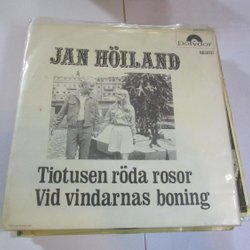 Polydor
JAN HÖILAND
Tiotusen röda rosor
Vid vindarnas boning